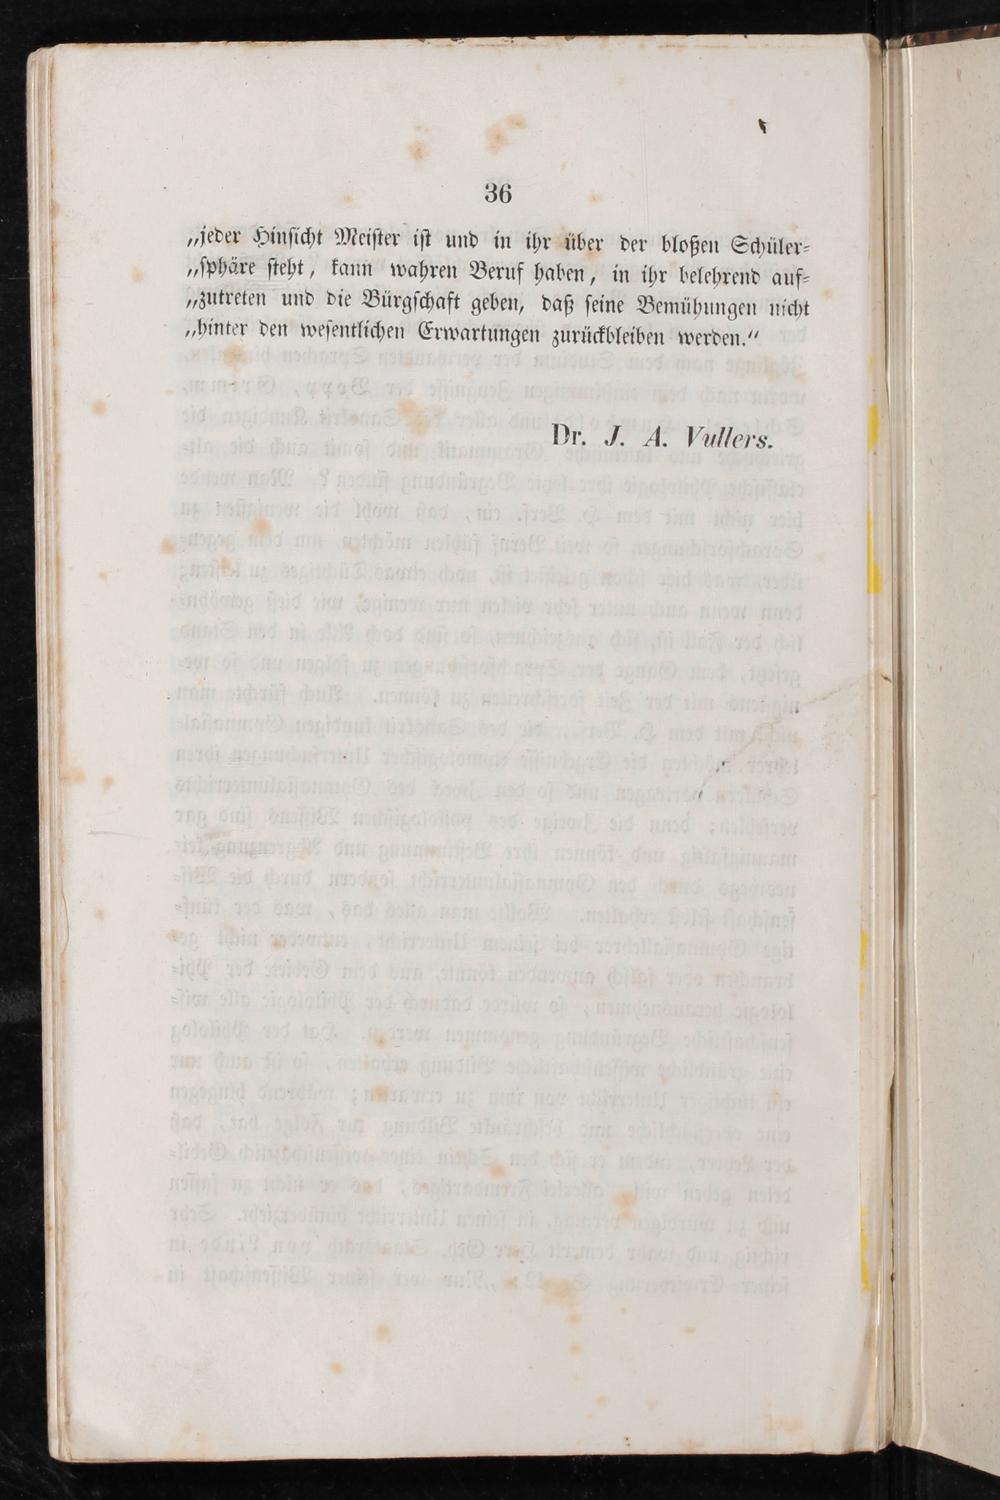 36
„jeder Hinsicht Meister ist und in ihr über der bloßen Schüler-
„sphäre steht, kann wahren Beruf haben, in ihr belehrend auf-
„zutreten und die Bürgschaft geben, daß seine Bemühungen nicht
„hinter den wesentlichen Erwartungen zurückbleiben werden.“
Dr. J. A. Vullers.